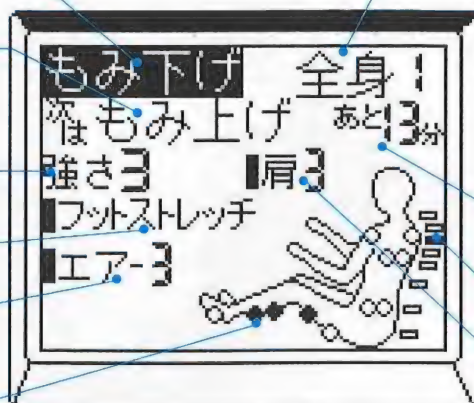 もみ下げ 全身1
次は もみ上げ あと13分
強さ3 肩3
フットストレッチ
エアー3